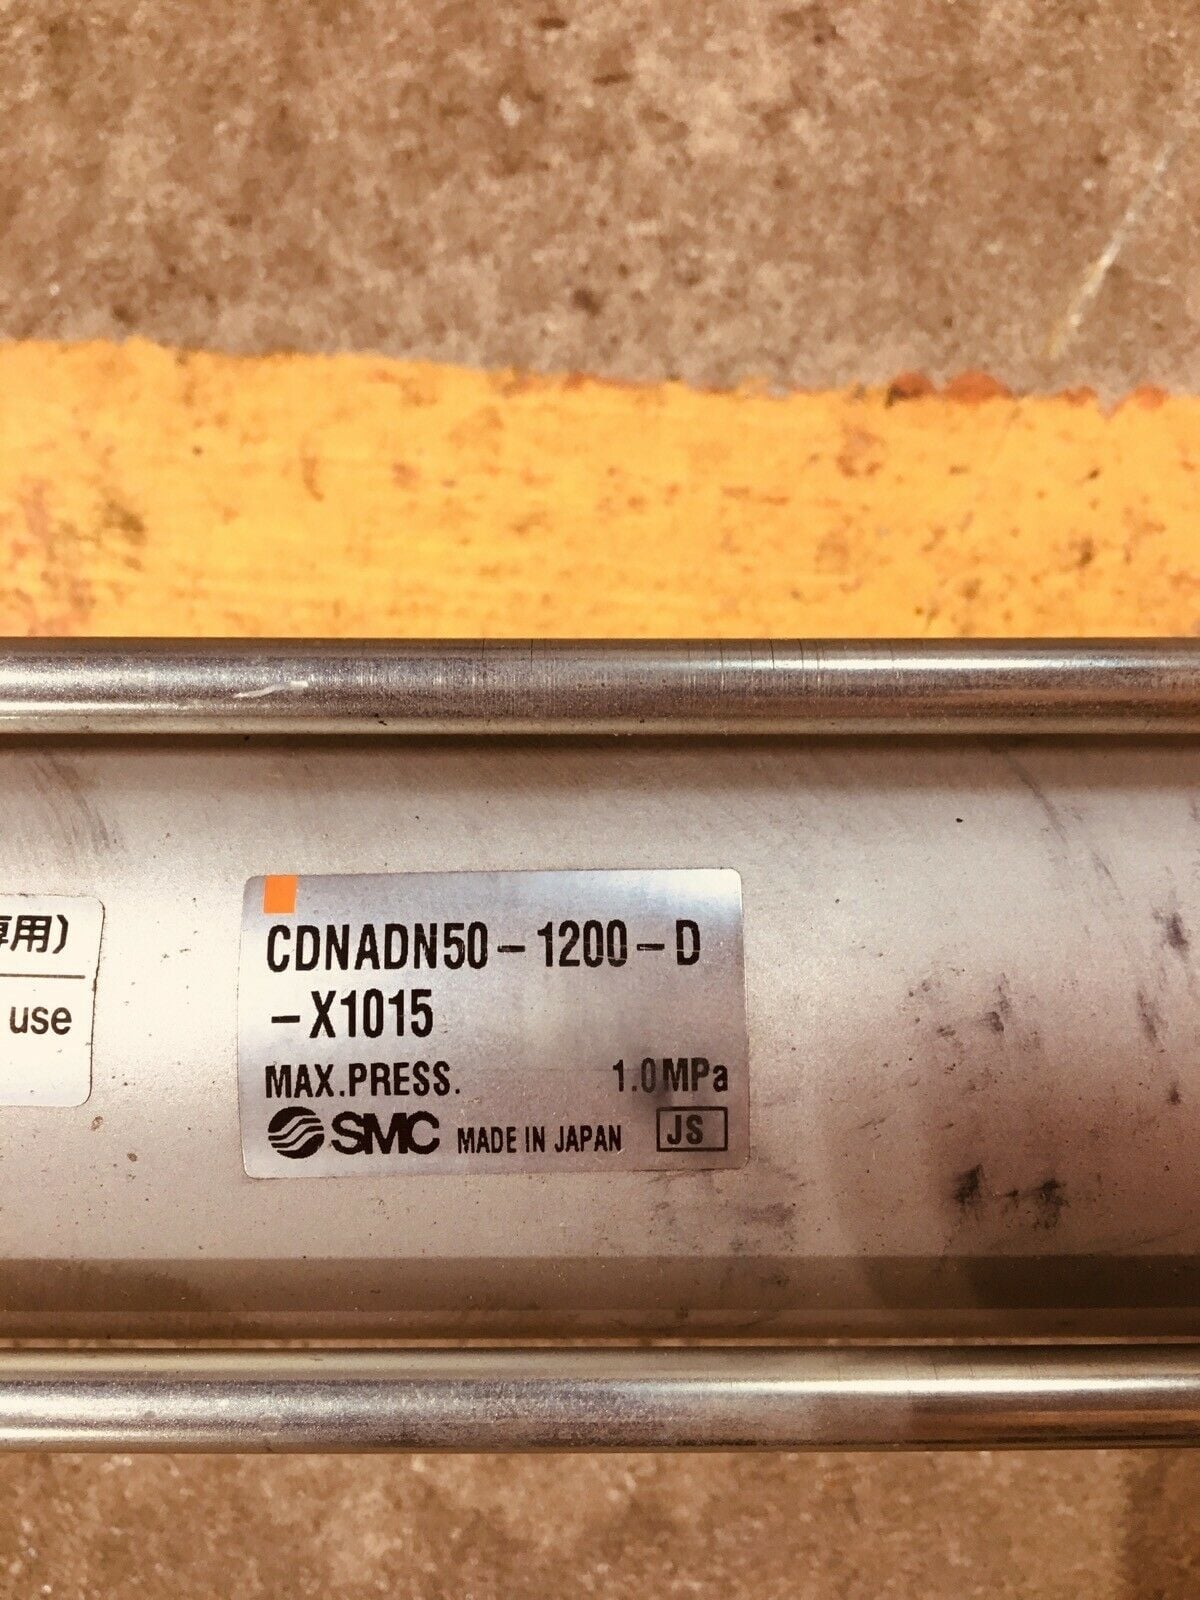 専用)
use
CDNADN50-1200-D
-X1015
MAX.PRESS. 1.0MPa
SMC MADE IN JAPAN JS